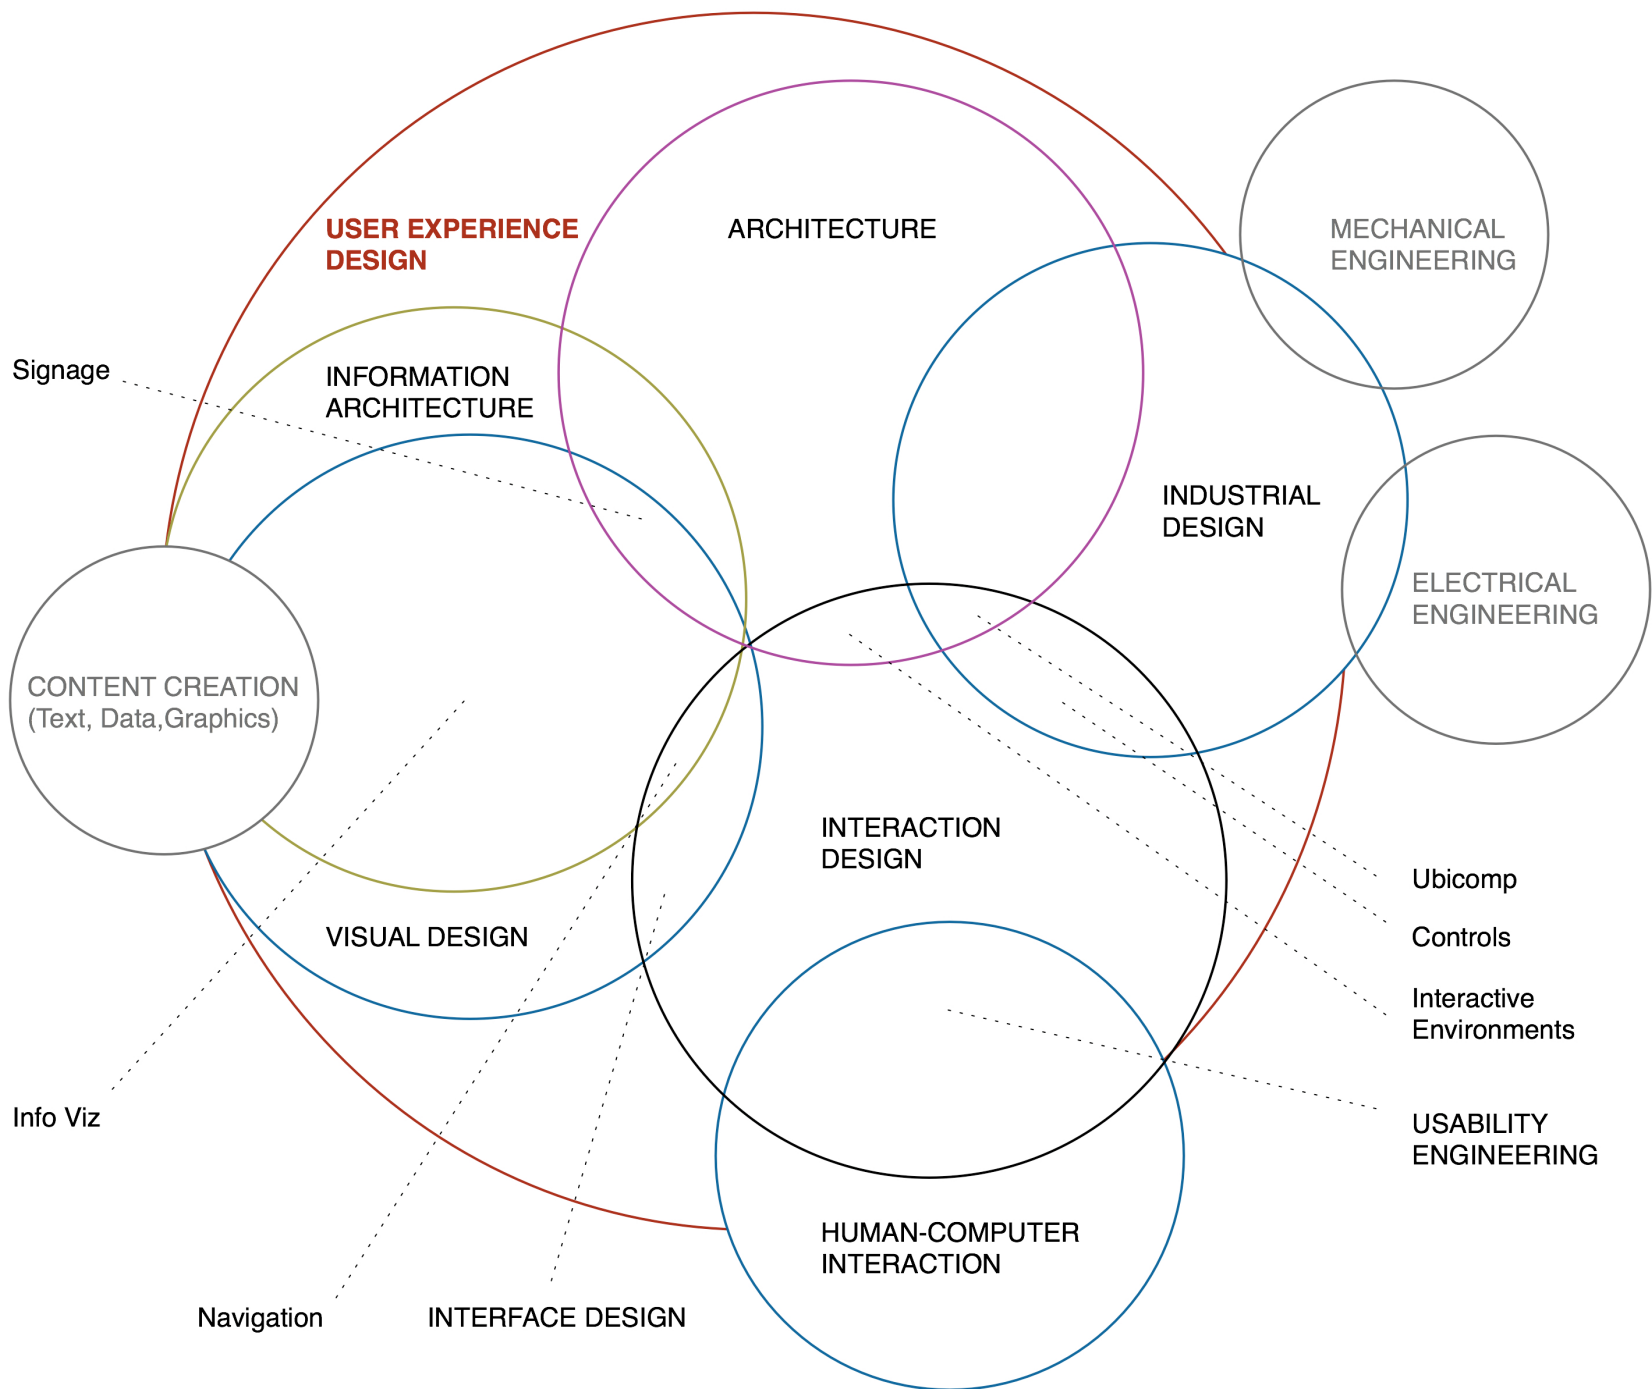 USER EXPERIENCE
DESIGN
ARCHITECTURE
MECHANICAL
ENGINEERING
Signage
INFORMATION
ARCHITECTURE
INDUSTRIAL
DESIGN
ELECTRICAL
ENGINEERING
CONTENT CREATION
(Text, Data,Graphics)
INTERACTION
DESIGN
VISUAL DESIGN
Ubicomp
Controls
Interactive
Environments
Info Viz
USABILITY
ENGINEERING
HUMAN-COMPUTER
INTERACTION
Navigation
INTERFACE DESIGN